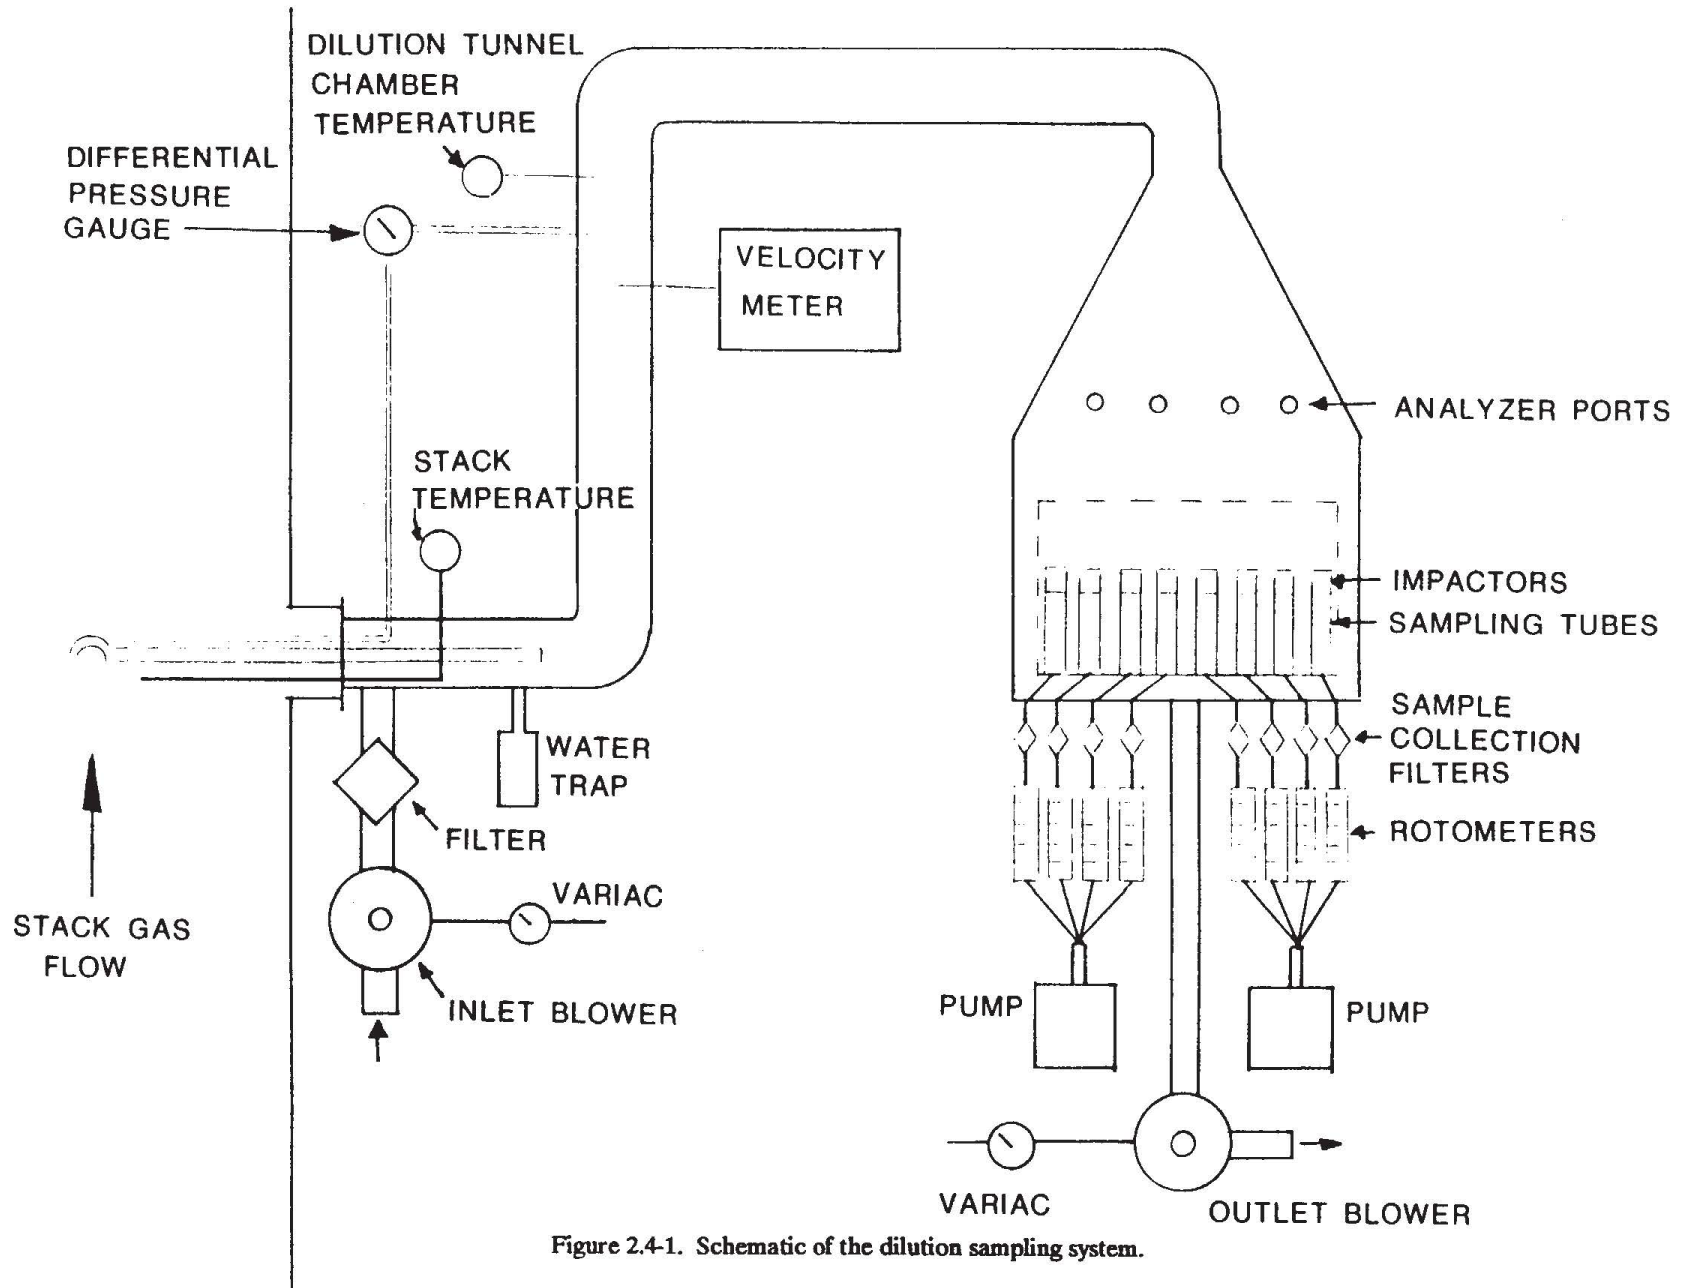 DILUTION TUNNEL
CHAMBER
TEMPERATURE
DIFFERENTIAL
PRESSURE
GAUGE
VELOCITY
METER
ANALYZER PORTS
STACK
TEMPERATURE
IMPACTORS
SAMPLING TUBES
SAMPLE
COLLECTION
FILTERS
WATER
TRAP
FILTER
ROTOMETERS
VARIAC
STACK GAS
FLOW
INLET BLOWER
PUMP
PUMP
VARIAC
OUTLET BLOWER
Figure 2.4-1. Schematic of the dilution sampling system.